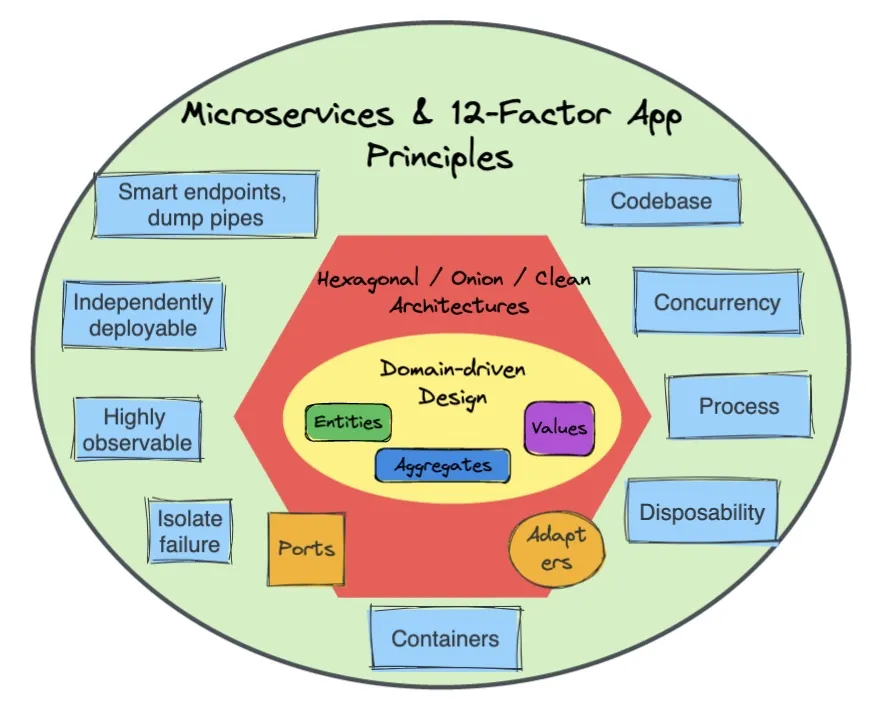 Microservices & 12-Factor App
Principles
Smart endpoints,
dump pipes
Codebase
Hexagonal / Onion / Clean
Architectures
Independently
deployable
Concurrency
Domain-driven
Design
Highly
observable
Process
Entities
Values
Aggregates
Isolate
failure
Disposability
Ports
Adapt
ers
Containers